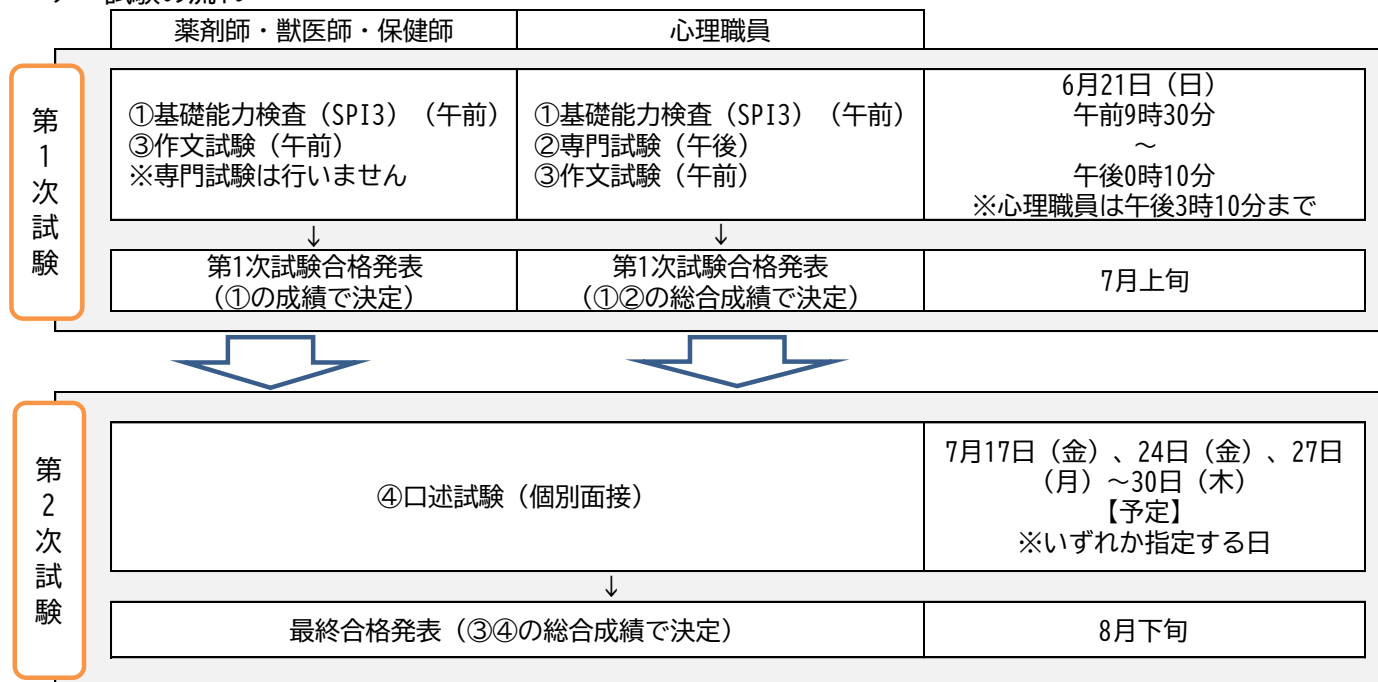 試験の流れ
薬剤師・獣医師・保健師
心理職員
第1次試験
①基礎能力検査(SPI3)(午前)
③作文試験(午前)
※専門試験は行いません
①基礎能力検査(SPI3)(午前)
②専門試験(午後)
③作文試験(午前)
6月21日(日)
午前9時30分
~
午後0時10分
※心理職員は午後3時10分まで
↓
↓
第1次試験合格発表
(①の成績で決定)
第1次試験合格発表
(①②の総合成績で決定)
7月上旬
第2次試験
④口述試験(個別面接)
7月17日(金)、24日(金)、27日
(月)~30日(木)
【予定】
※いずれか指定する日
↓
最終合格発表(③④の総合成績で決定)
8月下旬